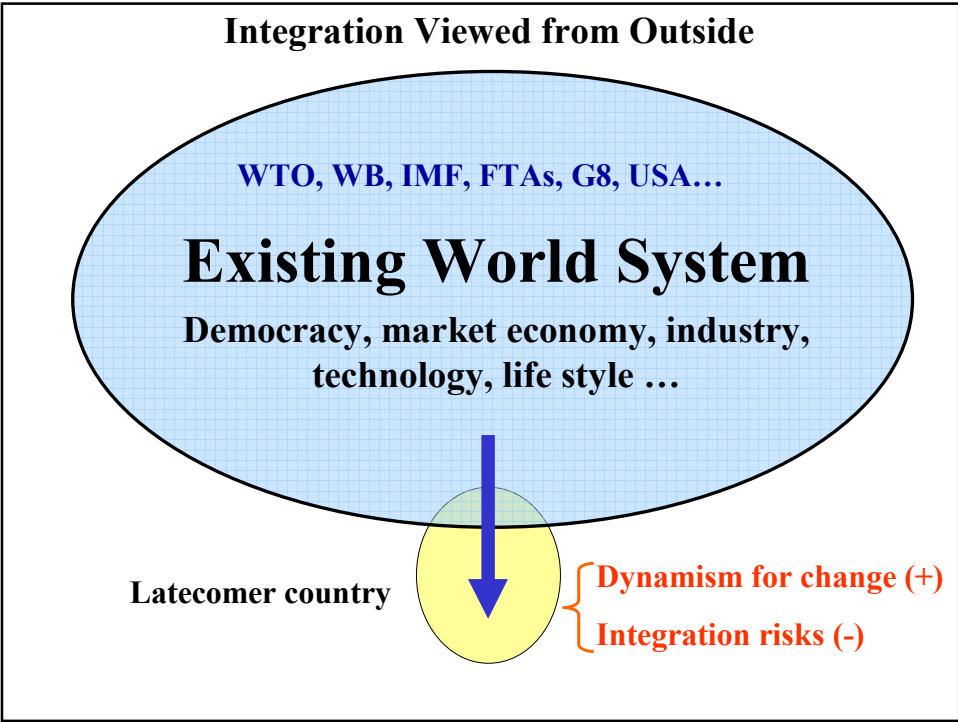 Integration Viewed from Outside
WTO, WB, IMF, FTAs, G8, USA…
Existing World System
Democracy, market economy, industry,
technology, life style …
Latecomer country
Dynamism for change (+)
Integration risks (-)